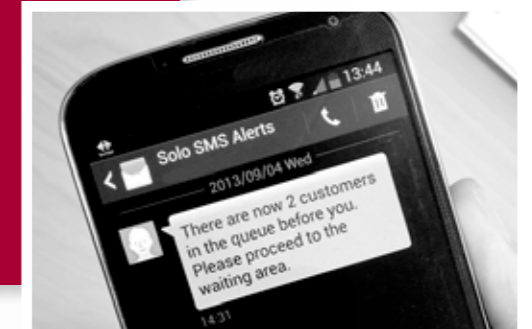 13:44
Solo SMS Alerts
2013/09/04 Wed
There are now 2 customers
in the queue before you.
Please proceed to the
waiting area.
14:31